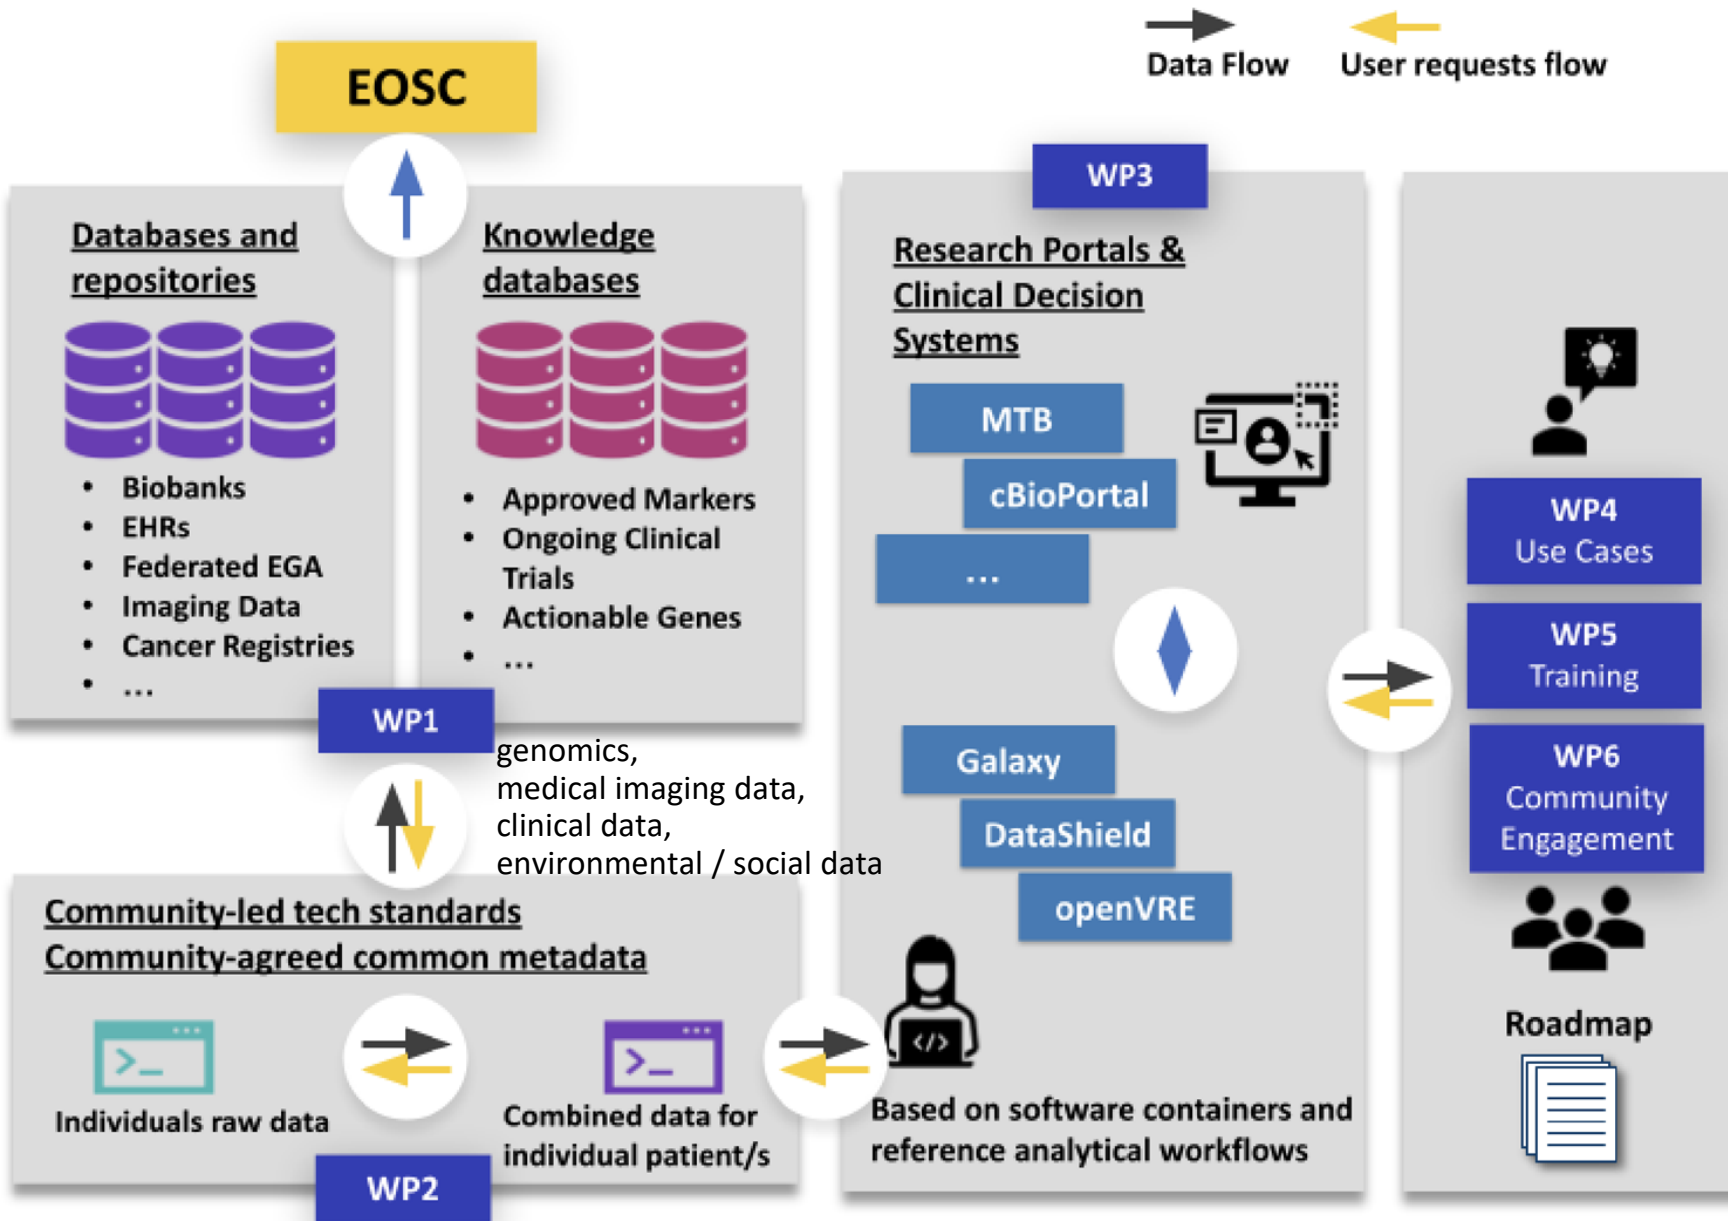 Data Flow
User requests flow
EOSC
Databases and
repositories
• Biobanks
• EHRs
• Federated EGA
• Imaging Data
• Cancer Registries
• ...
Knowledge
databases
• Approved Markers
• Ongoing Clinical
Trials
• Actionable Genes
• ...
WP1
genomics,
medical imaging data,
clinical data,
environmental / social data
Community-led tech standards
Community-agreed common metadata
>_
Individuals raw data
>_
Combined data for
individual patient/s
WP2
WP3
Research Portals &
Clinical Decision
Systems
MTB
cBioPortal
...
Galaxy
DataShield
openVRE
</>
Based on software containers and
reference analytical workflows
WP4
Use Cases
WP5
Training
WP6
Community
Engagement
Roadmap